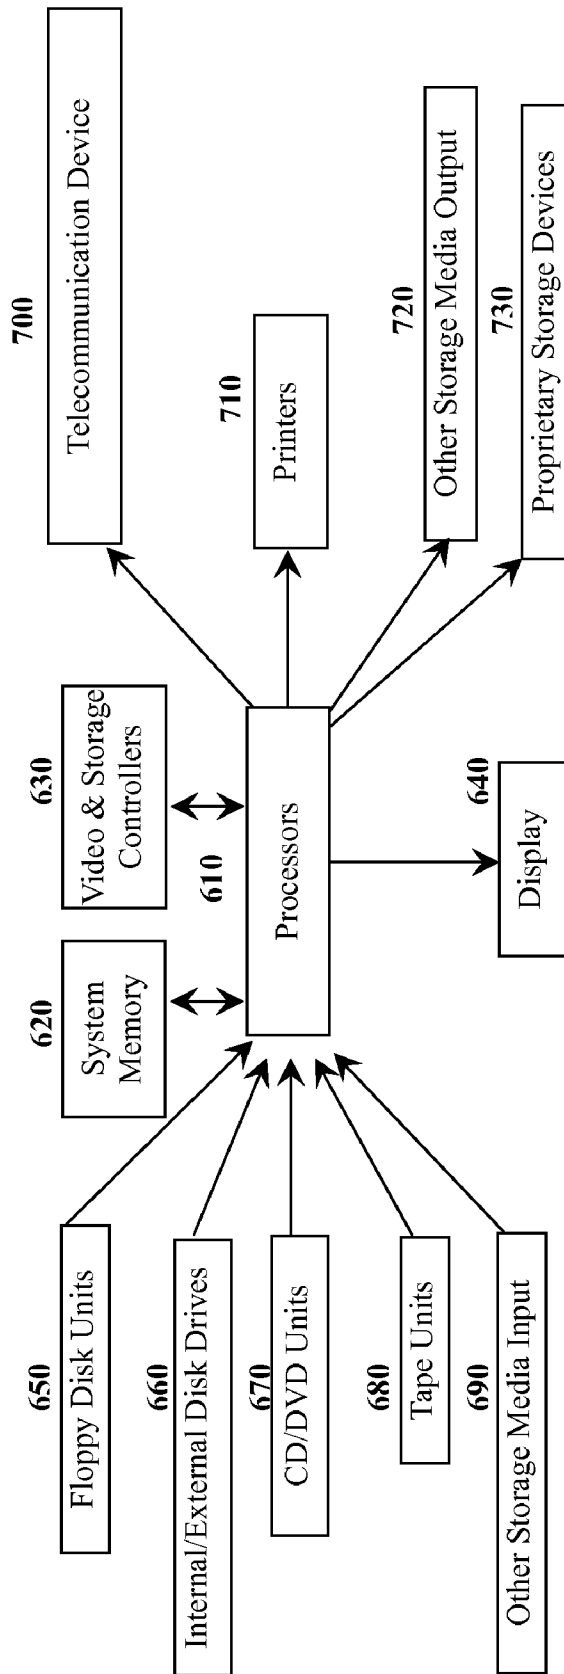 650
Floppy Disk Units
660
Internal/External Disk Drives
670
CD/DVD Units
680
Tape Units
690
Other Storage Media Input
620
System
Memory
630
Video & Storage
Controllers
610
Processors
640
Display
700
Telecommunication Device
710
Printers
720
Other Storage Media Output
730
Proprietary Storage Devices